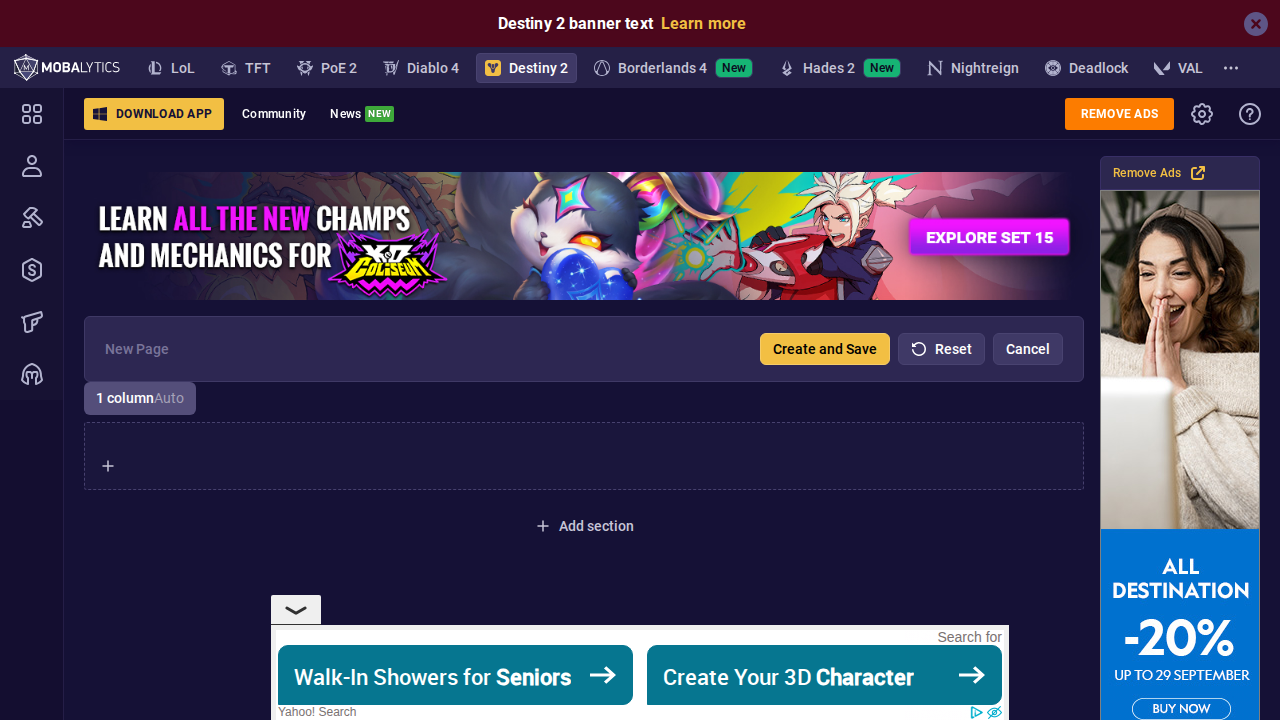 Destiny 2 banner text Learn more
MOBALYTICS
LoL
TFT
PoE 2
Diablo 4
Destiny 2
Borderlands 4 New
Hades 2 New
Nightreign
Deadlock
VAL
DOWNLOAD APP
Community
News NEW
REMOVE ADS
Remove Ads
LEARN ALL THE NEW CHAMPS
AND MECHANICS FOR
COLISEUM
EXPLORE SET 15
New Page
Create and Save
Reset
Cancel
1 columnAuto
Add section
Search for
Walk-In Showers for Seniors
Create Your 3D Character
Yahoo! Search
ALL
DESTINATION
-20%
UP TO 29 SEPTEMBER
BUY NOW